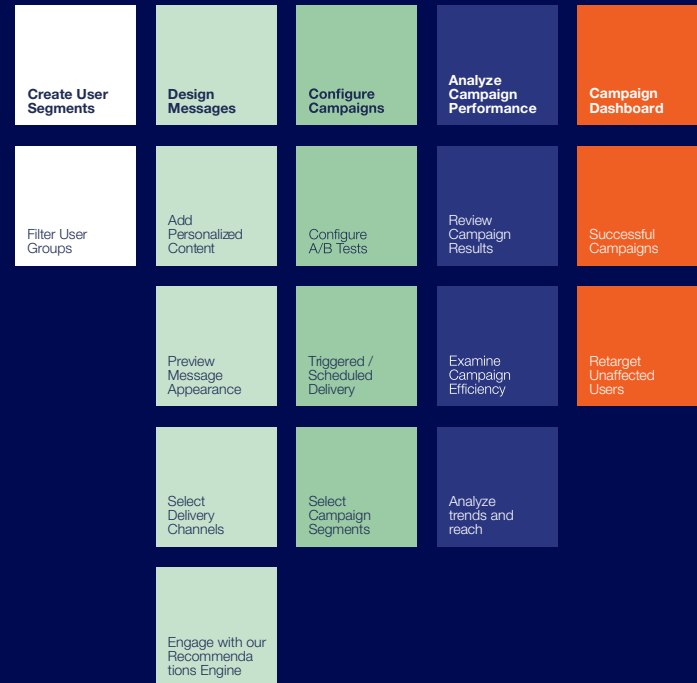 Create User
Segments
Design
Messages
Configure
Campaigns
Analyze
Campaign
Performance
Campaign
Dashboard
Filter User
Groups
Add
Personalized
Content
Configure
A/B Tests
Review
Campaign
Results
Successful
Campaigns
Preview
Message
Appearance
Triggered /
Scheduled
Delivery
Examine
Campaign
Efficiency
Retarget
Unaffected
Users
Select
Delivery
Channels
Select
Campaign
Segments
Analyze
trends and
reach
Engage with our
Recommenda
tions Engine